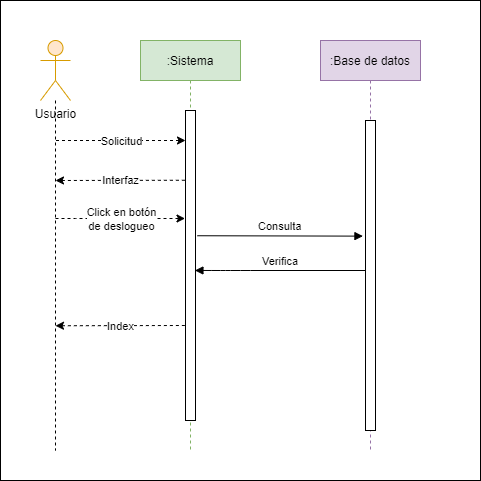 :Sistema
:Base de datos
Usuario
Solicitud
Interfaz
Click en botón
de deslogueo
Consulta
Verifica
Index